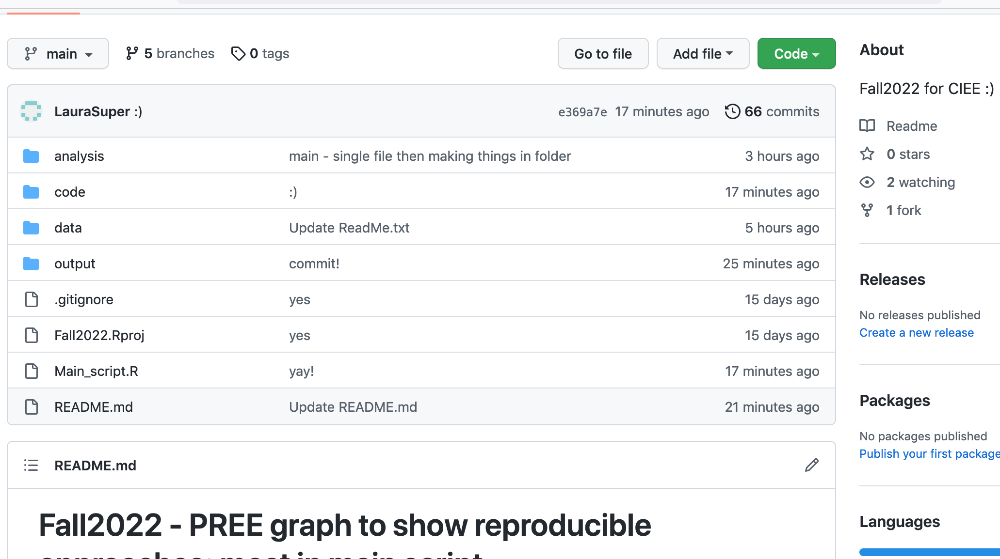 main
5 branches
0 tags
Go to file
Add file
Code
LauraSuper :)
e369a7e 17 minutes ago
66 commits
analysis main - single file then making things in folder 3 hours ago
code :) 17 minutes ago
data Update ReadMe.txt 5 hours ago
output commit! 25 minutes ago
.gitignore yes 15 days ago
Fall2022.Rproj yes 15 days ago
Main_script.R yay! 17 minutes ago
README.md Update README.md 21 minutes ago
README.md
Fall2022 - PREE graph to show reproducible
approaches: most in main script
About
Fall2022 for CIEE :)
Readme
0 stars
2 watching
1 fork
Releases
No releases published
Create a new release
Packages
No packages published
Publish your first package
Languages